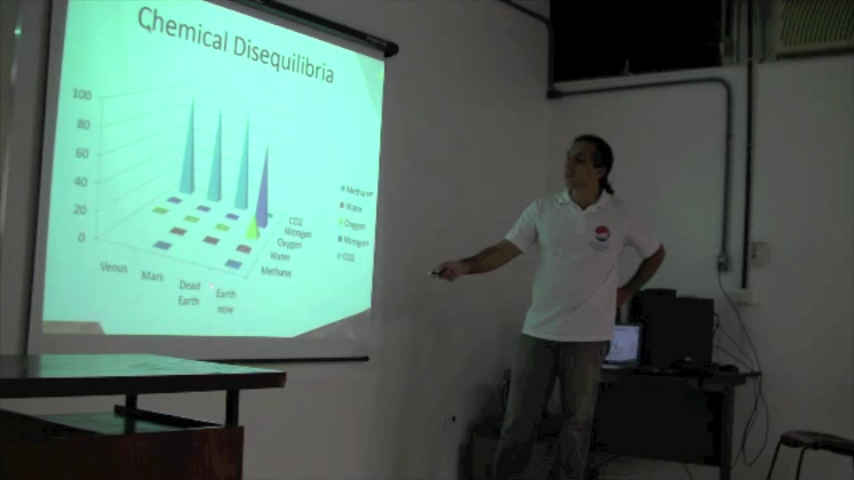 Chemical Disequilibria
100
80
60
40
20
0
Venus
Mars
Dead
Earth
Earth
now
CO2
Nitrogen
Oxygen
Water
Methane
Methane
Water
Oxygen
Nitrogen
CO2